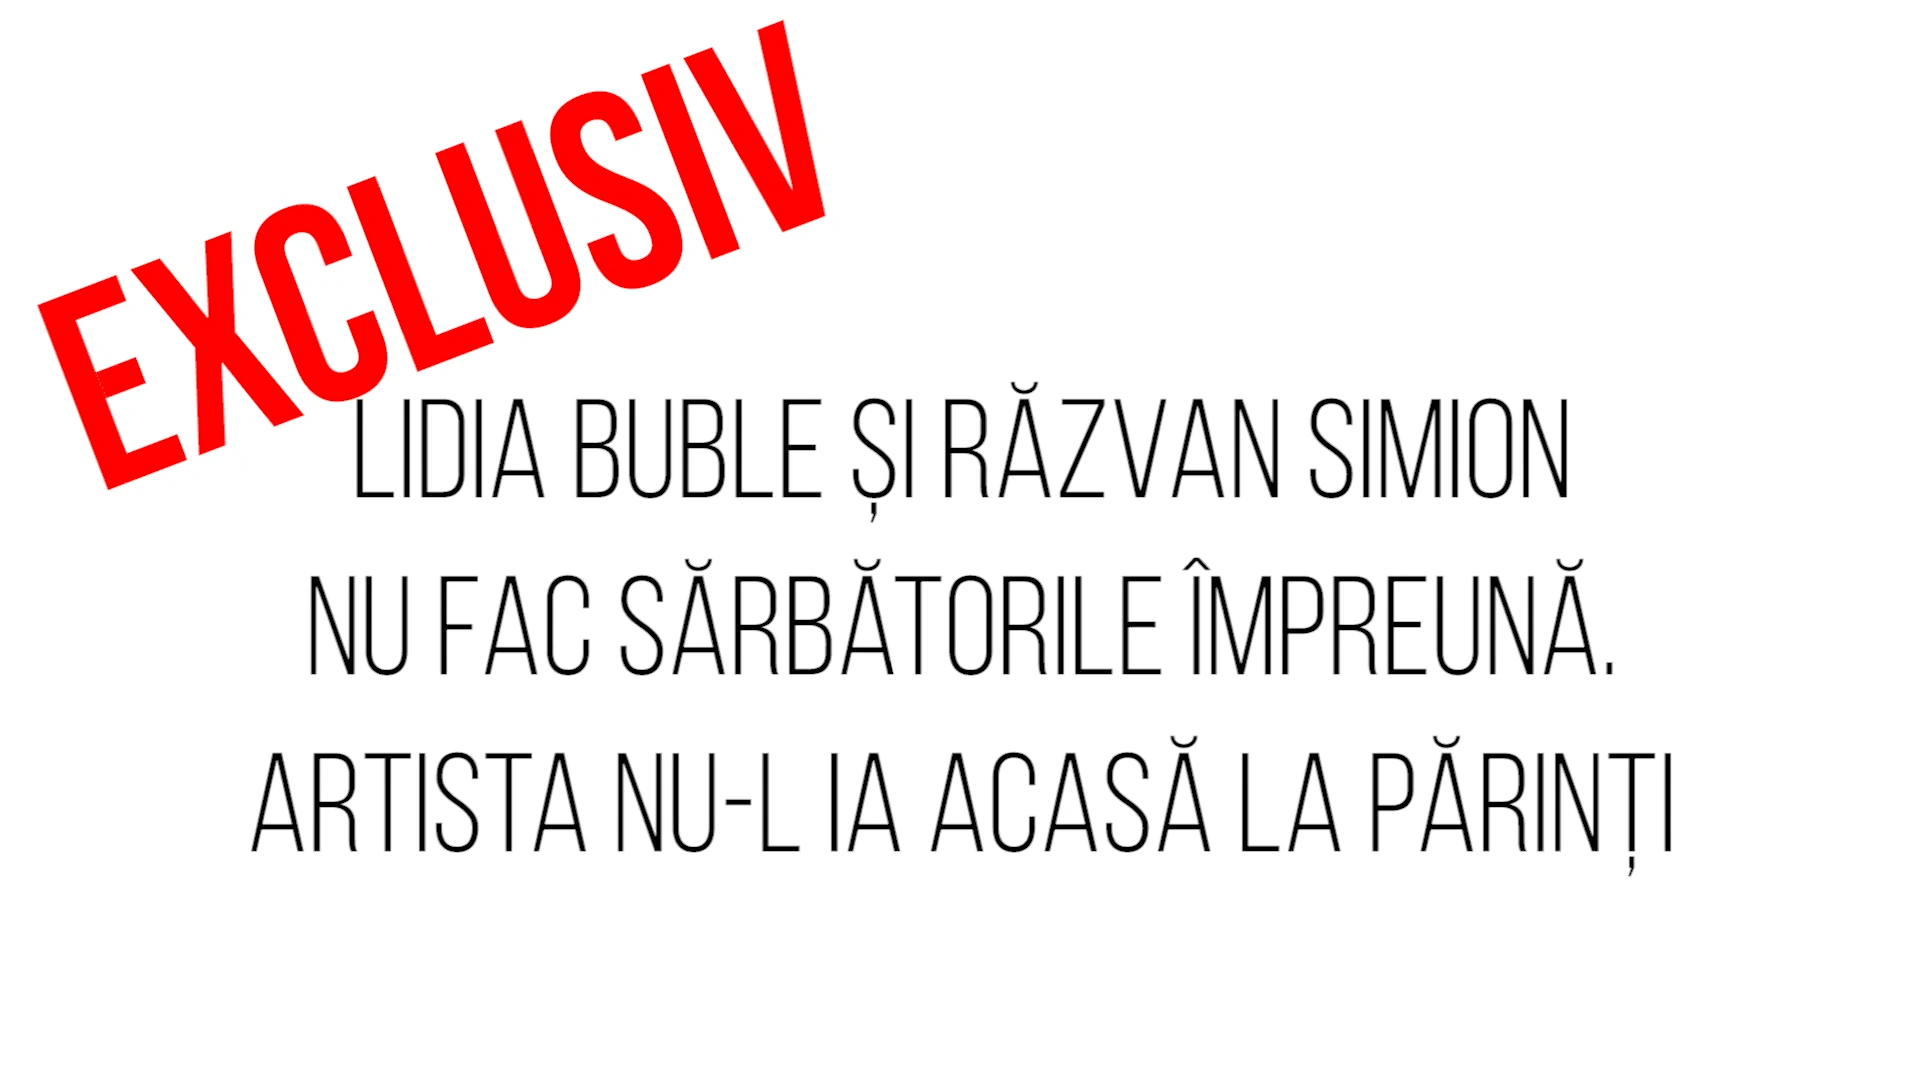 EXCLUSIV
LIDIA BUBLE ȘI RĂZVAN SIMION
NU FAC SĂRBĂTORILE ÎMPREUNĂ.
ARTISTA NU-L IA ACASĂ LA PĂRINȚI